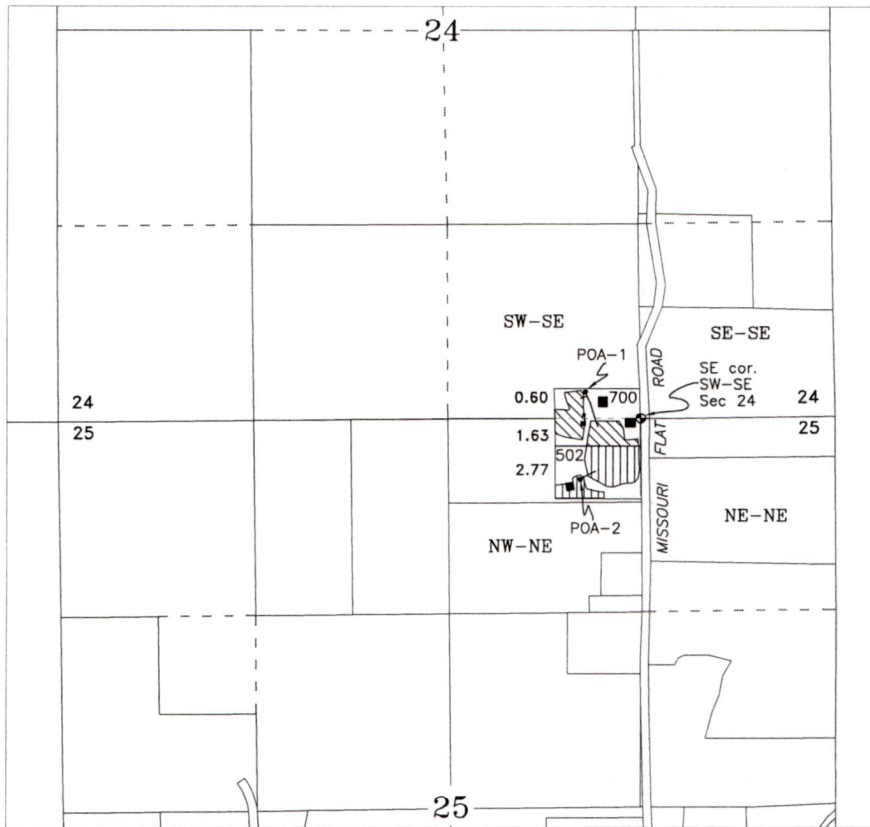 24
SW-SE
SE-SE
POA-1
ROAD
SE cor.
SW-SE
Sec 24
0.60
700
24
24
25
25
1.63
FLAT
502
2.77
MISSOURI
POA-2
NW-NE
NE-NE
25